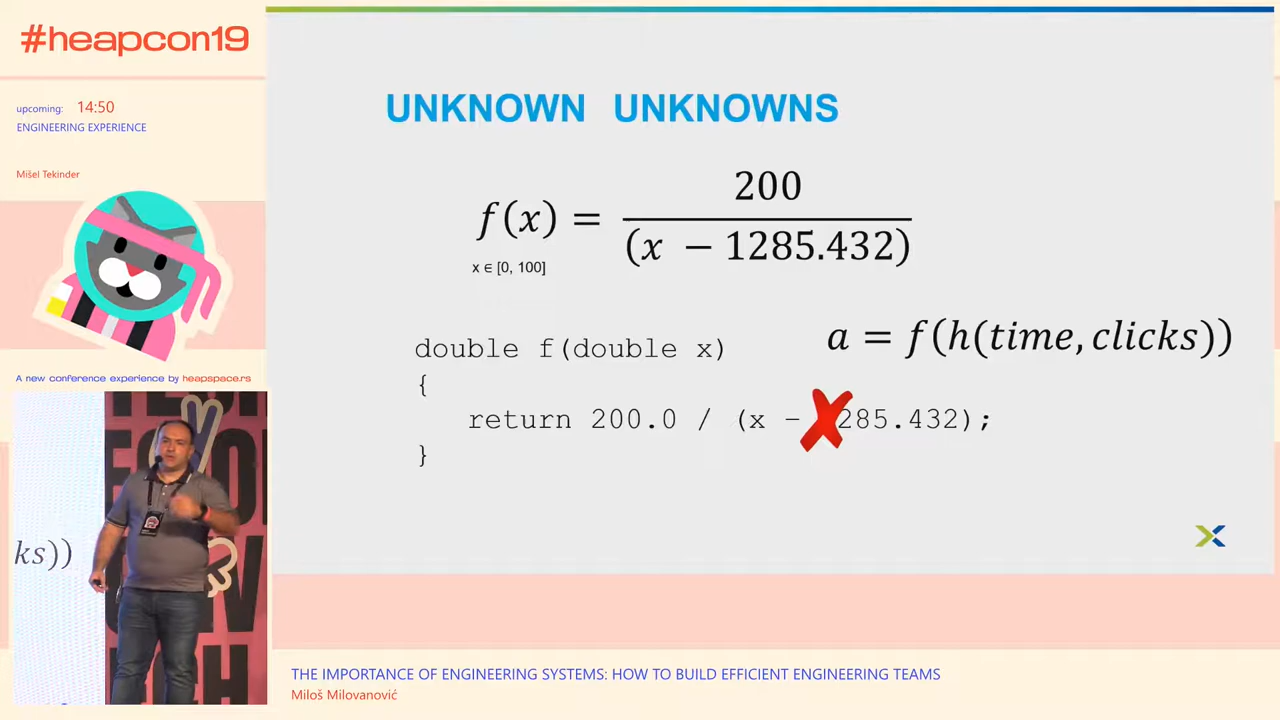 #heapcon19
upcoming: 14:50
ENGINEERING EXPERIENCE
Mišel Tekinder
A new conference experience by heapspace.rs
ks))
UNKNOWN UNKNOWNS
f(x) = 200 / (x − 1285.432)
x ∈ [0, 100]
a = f(h(time, clicks))
double f(double x)
{
return 200.0 / (x – 285.432);
}
THE IMPORTANCE OF ENGINEERING SYSTEMS: HOW TO BUILD EFFICIENT ENGINEERING TEAMS
Miloš Milovanović